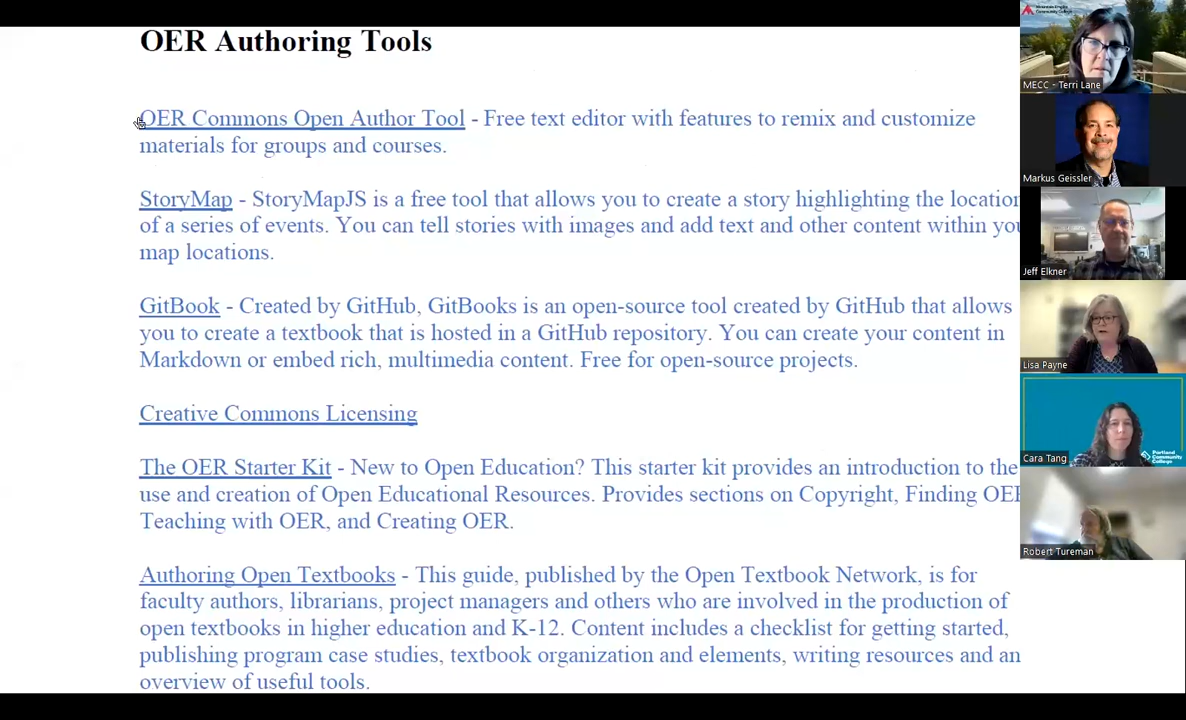 OER Authoring Tools
OER Commons Open Author Tool - Free text editor with features to remix and customize
materials for groups and courses.
StoryMap - StoryMapJS is a free tool that allows you to create a story highlighting the location
of a series of events. You can tell stories with images and add text and other content within you
map locations.
GitBook - Created by GitHub, GitBooks is an open-source tool created by GitHub that allows
you to create a textbook that is hosted in a GitHub repository. You can create your content in
Markdown or embed rich, multimedia content. Free for open-source projects.
Creative Commons Licensing
The OER Starter Kit - New to Open Education? This starter kit provides an introduction to the
use and creation of Open Educational Resources. Provides sections on Copyright, Finding OE
Teaching with OER, and Creating OER.
Authoring Open Textbooks - This guide, published by the Open Textbook Network, is for
faculty authors, librarians, project managers and others who are involved in the production of
open textbooks in higher education and K-12. Content includes a checklist for getting started,
publishing program case studies, textbook organization and elements, writing resources and an
overview of useful tools.
MECC - Terri Lane
Markus Geissler
Jeff Elkner
Lisa Payne
Cara Tang
Portland
Community
College
Robert Tureman